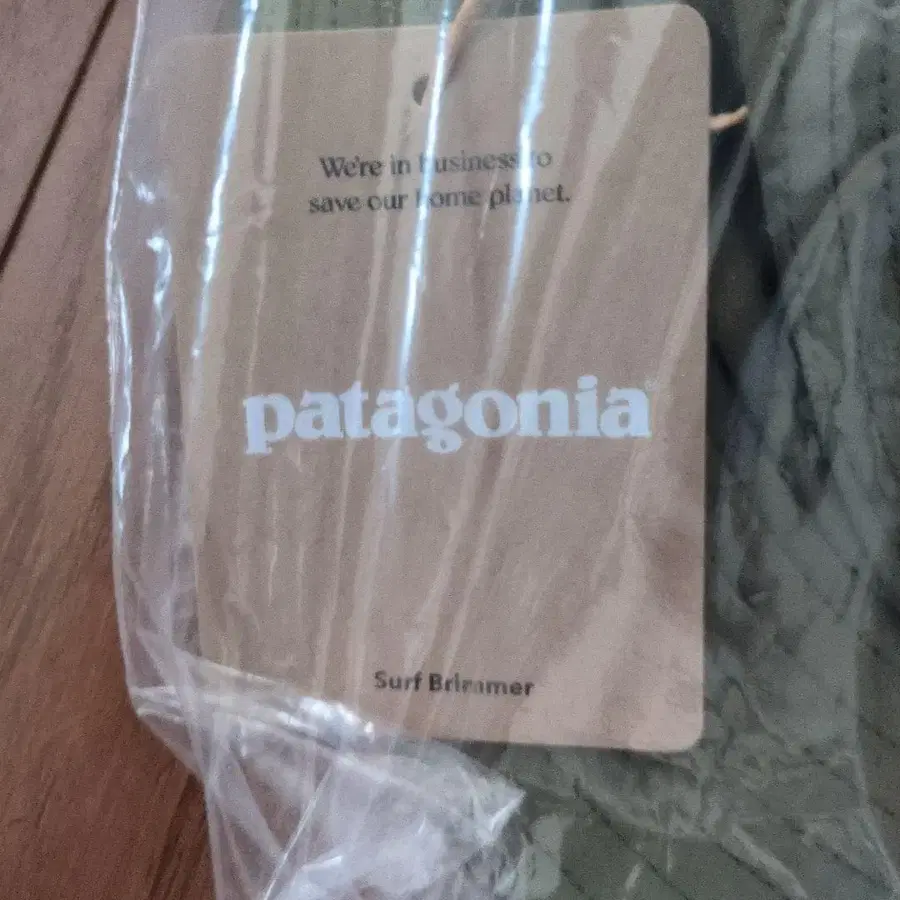 We're in business to
save our home planet.
patagonia
Surf Brimmer